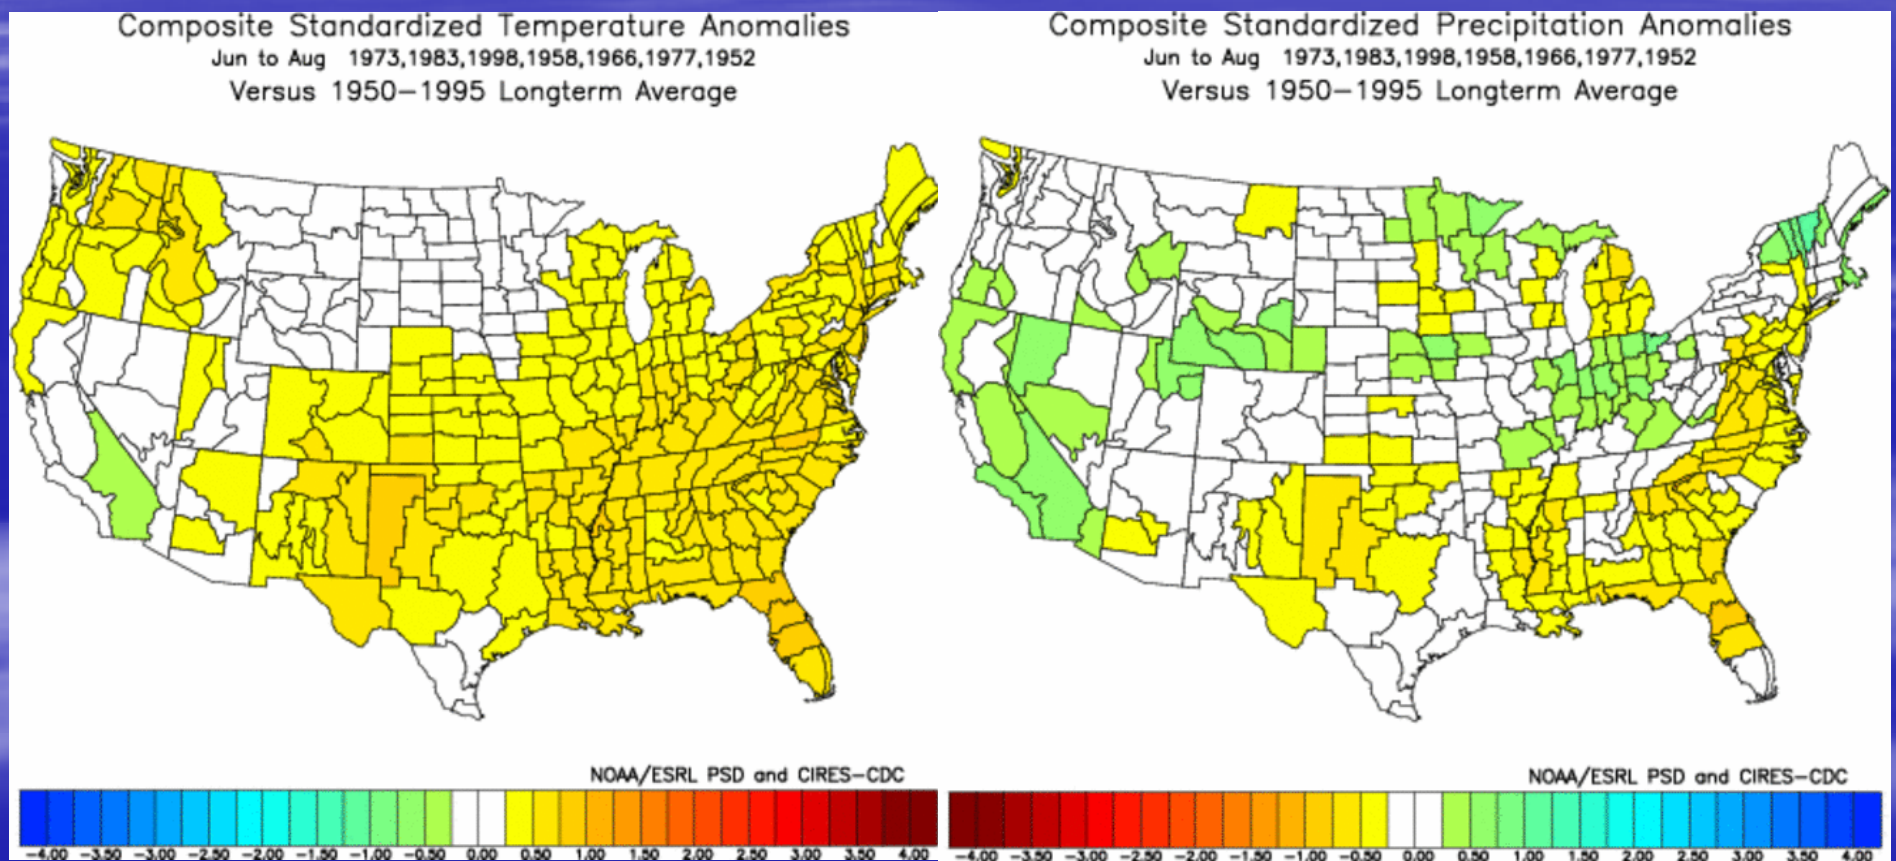 Composite Standardized Temperature Anomalies
Jun to Aug 1973,1983,1998,1958,1966,1977,1952
Versus 1950-1995 Longterm Average
NOAA/ESRL PSD and CIRES-CDC
-4.00 -3.50 -3.00 -2.50 -2.00 -1.50 -1.00 -0.50 0.00 0.50 1.00 1.50 2.00 2.50 3.00 3.50 4.00
Composite Standardized Precipitation Anomalies
Jun to Aug 1973,1983,1998,1958,1966,1977,1952
Versus 1950-1995 Longterm Average
NOAA/ESRL PSD and CIRES-CDC
-4.00 -3.50 -3.00 -2.50 -2.00 -1.50 -1.00 -0.50 0.00 0.50 1.00 1.50 2.00 2.50 3.00 3.50 4.00